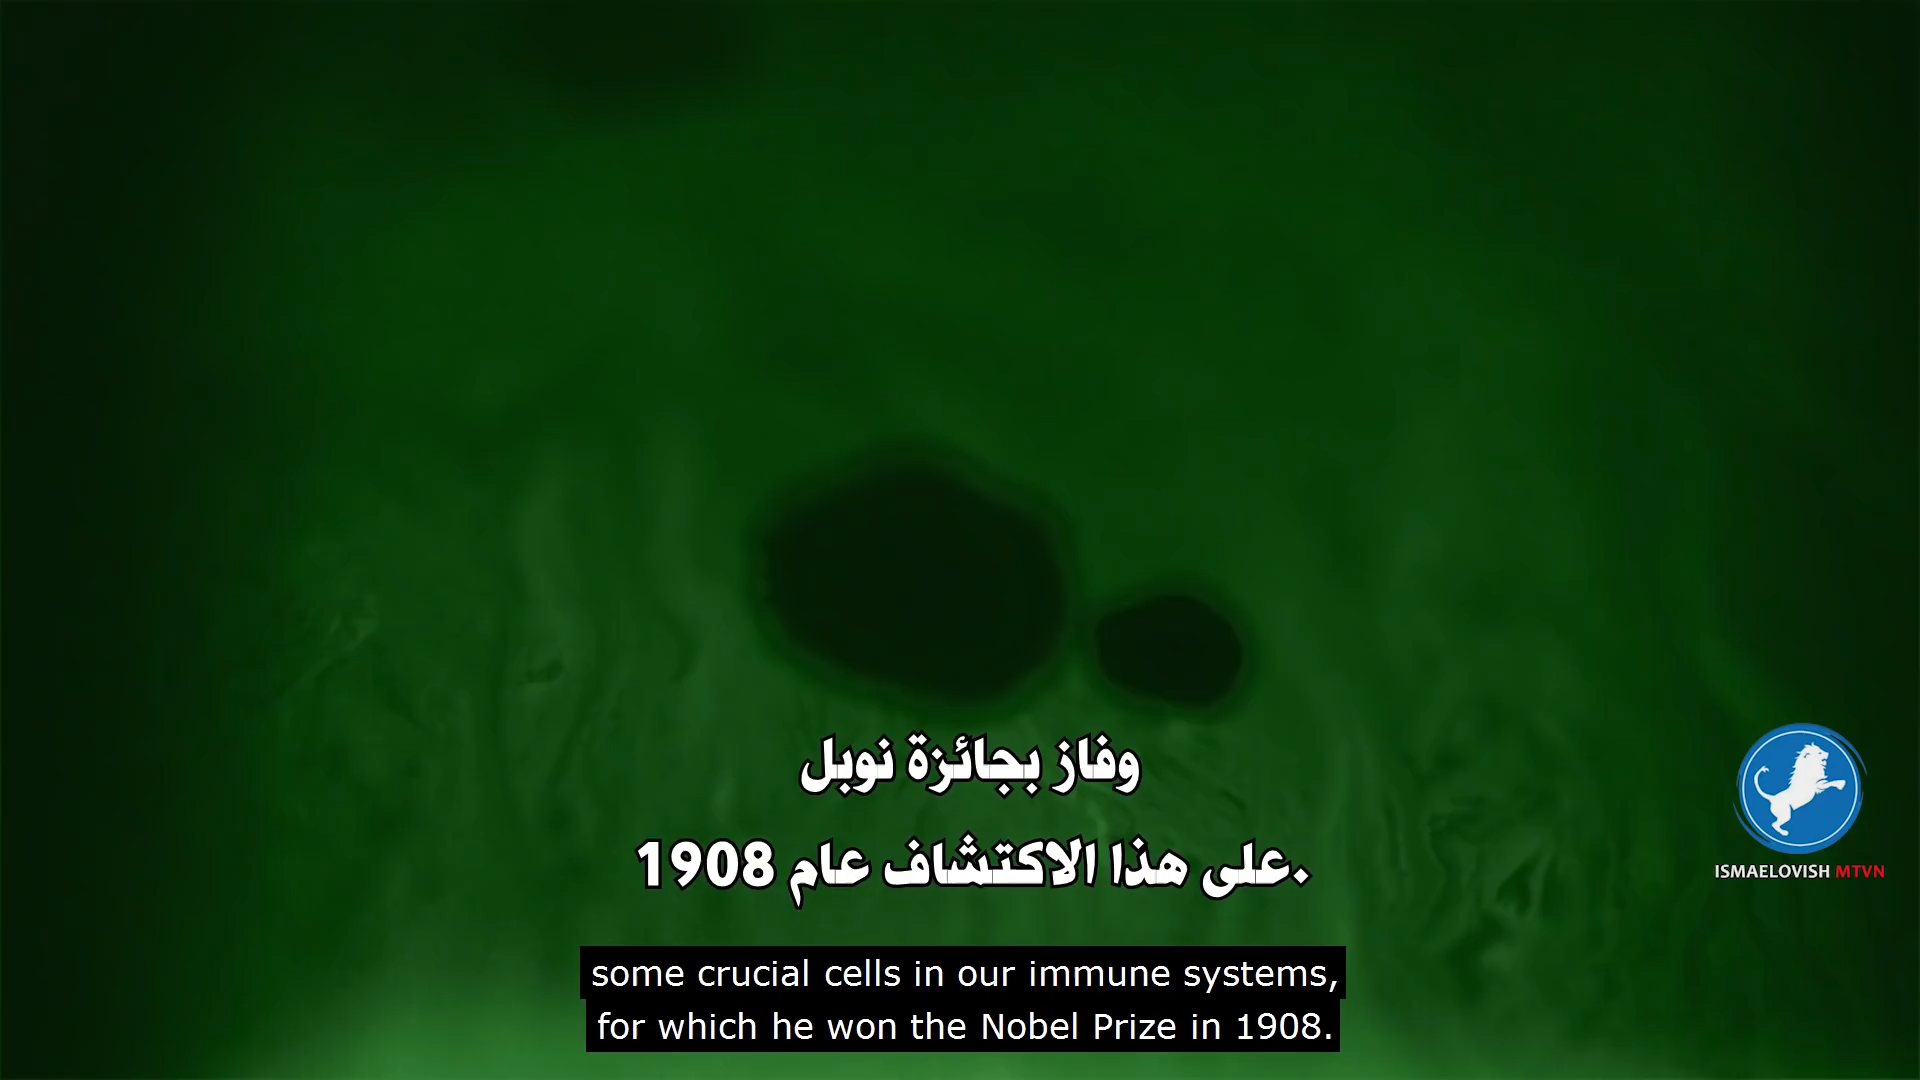 وفاز بجائزة نوبل
على هذا الاكتشاف عام 1908.
ISMAELOVISH MTVN
some crucial cells in our immune systems,
for which he won the Nobel Prize in 1908.